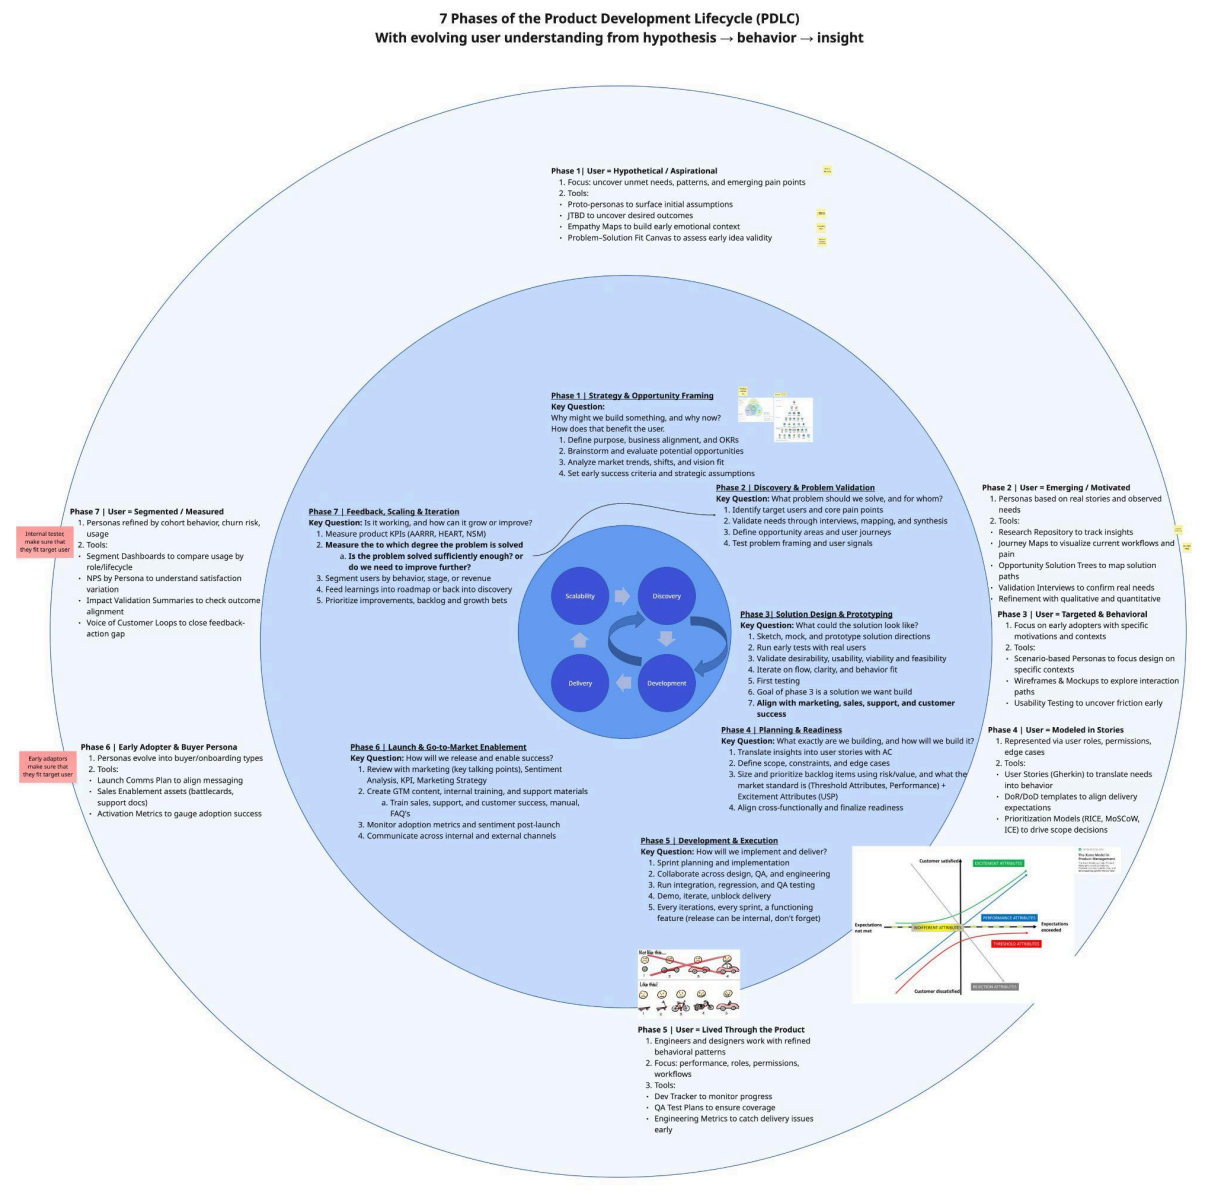 7 Phases of the Product Development Lifecycle (PDLC)
With evolving user understanding from hypothesis → behavior → insight
Phase 1| User = Hypothetical / Aspirational
1. Focus: uncover unmet needs, patterns, and emerging pain points
2. Tools:
• Proto-personas to surface initial assumptions
• JTBD to uncover desired outcomes
• Empathy Maps to build early emotional context
• Problem–Solution Fit Canvas to assess early idea validity
Phase 1 | Strategy & Opportunity Framing
Key Question:
Why might we build something, and why now?
How does that benefit the user.
1. Define purpose, business alignment, and OKRs
2. Brainstorm and evaluate potential opportunities
3. Analyze market trends, shifts, and vision fit
4. Set early success criteria and strategic assumptions
Phase 2 | Discovery & Problem Validation
Key Question: What problem should we solve, and for whom?
1. Identify target users and core pain points
2. Validate needs through interviews, mapping, and synthesis
3. Define opportunity areas and user journeys
4. Test problem framing and user signals
Phase 2 | User = Emerging / Motivated
1. Personas based on real stories and observed
needs
2. Tools:
• Research Repository to track insights
• Journey Maps to visualize current workflows and
pain
• Opportunity Solution Trees to map solution
paths
• Validation Interviews to confirm real needs
• Refinement with qualitative and quantitative
Phase 7 | User = Segmented / Measured
1. Personas refined by cohort behavior, churn risk,
usage
2. Tools:
• Segment Dashboards to compare usage by
role/lifecycle
• NPS by Persona to understand satisfaction
variation
• Impact Validation Summaries to check outcome
alignment
• Voice of Customer Loops to close feedback-
action gap
Internal tester,
make sure that
they fit target user
Phase 7 | Feedback, Scaling & Iteration
Key Question: Is it working, and how can it grow or improve?
1. Measure product KPIs (AARRR, HEART, NSM)
2. Measure the to which degree the problem is solved
a. Is the problem solved sufficiently enough? or
do we need to improve further?
3. Segment users by behavior, stage, or revenue
4. Feed learnings into roadmap or back into discovery
5. Prioritize improvements, backlog and growth bets
Scalability
Discovery
Delivery
Development
Phase 3| Solution Design & Prototyping
Key Question: What could the solution look like?
1. Sketch, mock, and prototype solution directions
2. Run early tests with real users
3. Validate desirability, usability, viability and feasibility
4. Iterate on flow, clarity, and behavior fit
5. First testing
6. Goal of phase 3 is a solution we want build
7. Align with marketing, sales, support, and customer
success
Phase 3 | User = Targeted & Behavioral
1. Focus on early adopters with specific
motivations and contexts
2. Tools:
• Scenario-based Personas to focus design on
specific contexts
• Wireframes & Mockups to explore interaction
paths
• Usability Testing to uncover friction early
Phase 4 | Planning & Readiness
Key Question: What exactly are we building, and how will we build it?
1. Translate insights into user stories with AC
2. Define scope, constraints, and edge cases
3. Size and prioritize backlog items using risk/value, and what the
market standard is (Threshold Attributes, Performance) +
Excitement Attributes (USP)
4. Align cross-functionally and finalize readiness
Phase 4 | User = Modeled in Stories
1. Represented via user roles, permissions,
edge cases
2. Tools:
• User Stories (Gherkin) to translate needs
into behavior
• DoR/DoD templates to align delivery
expectations
• Prioritization Models (RICE, MoSCoW,
ICE) to drive scope decisions
Early adaptors
make sure that
they fit target user
Phase 6 | Early Adopter & Buyer Persona
1. Personas evolve into buyer/onboarding types
2. Tools:
• Launch Comms Plan to align messaging
• Sales Enablement assets (battlecards,
support docs)
• Activation Metrics to gauge adoption success
Phase 6 | Launch & Go-to-Market Enablement
Key Question: How will we release and enable success?
1. Review with marketing (key talking points), Sentiment
Analysis, KPI, Marketing Strategy
2. Create GTM content, internal training, and support materials
a. Train sales, support, and customer success, manual,
FAQ's
3. Monitor adoption metrics and sentiment post-launch
4. Communicate across internal and external channels
Phase 5 | Development & Execution
Key Question: How will we implement and deliver?
1. Sprint planning and implementation
2. Collaborate across design, QA, and engineering
3. Run integration, regression, and QA testing
4. Demo, iterate, unblock delivery
5. Every iterations, every sprint, a functioning
feature (release can be internal, don't forget)
Customer satisfied
EXCITEMENT ATTRIBUTES
PERFORMANCE ATTRIBUTES
Expectations
not met
INDIFFERENT ATTRIBUTES
Expectations
exceeded
THRESHOLD ATTRIBUTES
REJECTION ATTRIBUTES
Customer dissatisfied
The Kano Model in
Product Management
Not like this....
1 2 3 4
Like this!
1 2 3 4 5
Phase 5 | User = Lived Through the Product
1. Engineers and designers work with refined
behavioral patterns
2. Focus: performance, roles, permissions,
workflows
3. Tools:
• Dev Tracker to monitor progress
• QA Test Plans to ensure coverage
• Engineering Metrics to catch delivery issues
early